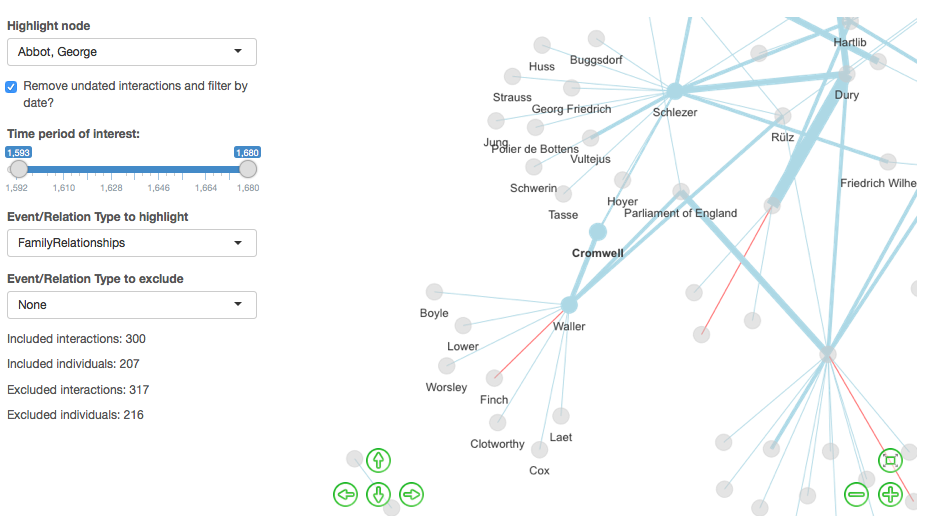 Highlight node
Abbot, George
Remove undated interactions and filter by
date?
Time period of interest:
1,593 1,680
1,592 1,610 1,628 1,646 1,664 1,680
Event/Relation Type to highlight
FamilyRelationships
Event/Relation Type to exclude
None
Included interactions: 300
Included individuals: 207
Excluded interactions: 317
Excluded individuals: 216
Hartlib
Huss
Buggsdorf
Strauss
Georg Friedrich
Schlezer
Dury
Jung
Polier de Bottens
Vultejus
Rülz
Schwerin
Friedrich Wilhe
Hoyer
Tasse
Parliament of England
Cromwell
Boyle
Waller
Lower
Worsley
Finch
Clotworthy
Laet
Cox